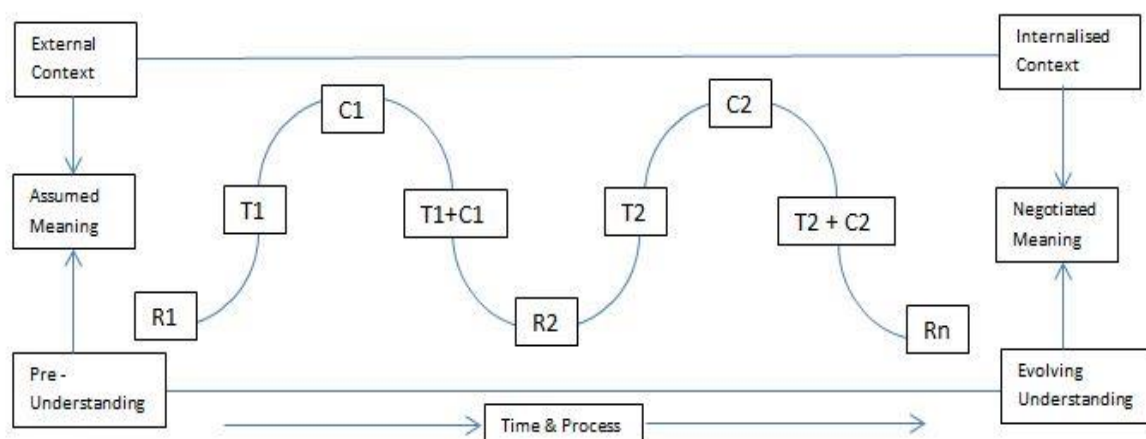 External
Context
Internalised
Context
C1
C2
Assumed
Meaning
T1
T1+C1
T2
T2 + C2
Negotiated
Meaning
R1
R2
Rn
Pre -
Understanding
Evolving
Understanding
Time & Process